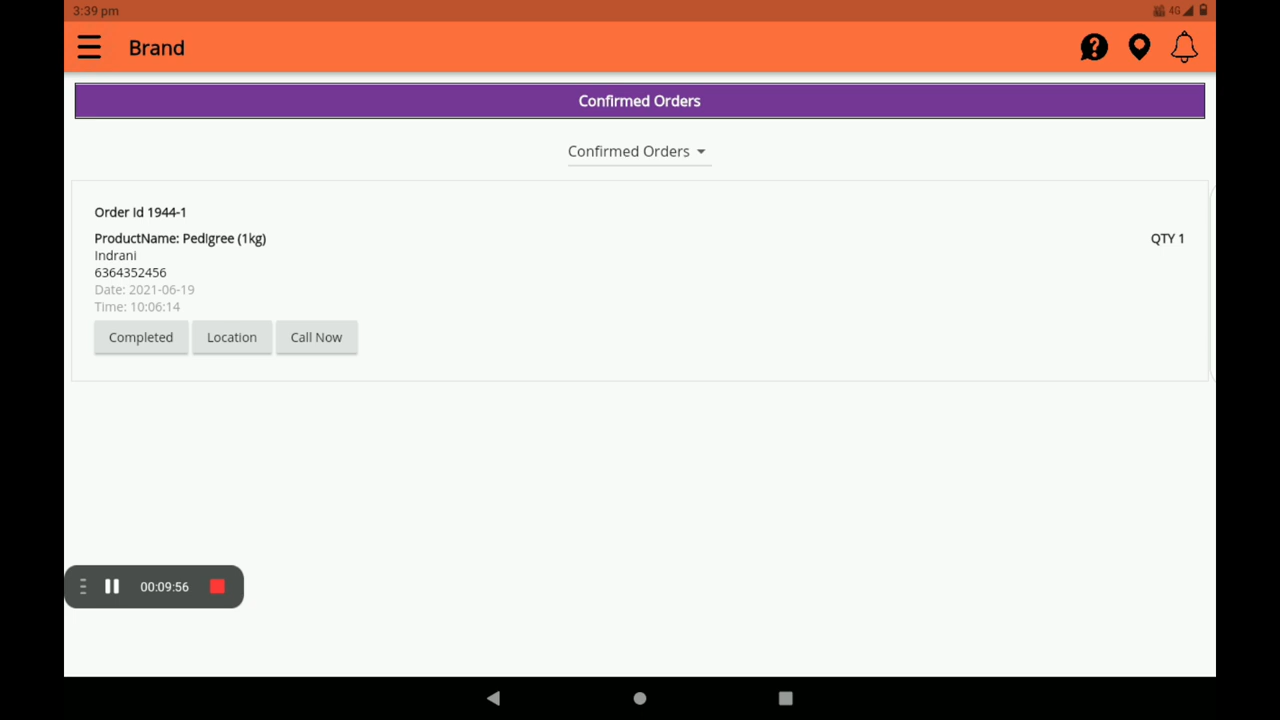 3:39 pm 4G
Brand
Confirmed Orders
Confirmed Orders
Order Id 1944-1
ProductName: PedIgree (1kg) QTY 1
Indrani
6364352456
Date: 2021-06-19
Time: 10:06:14
Completed Location Call Now
00:09:56